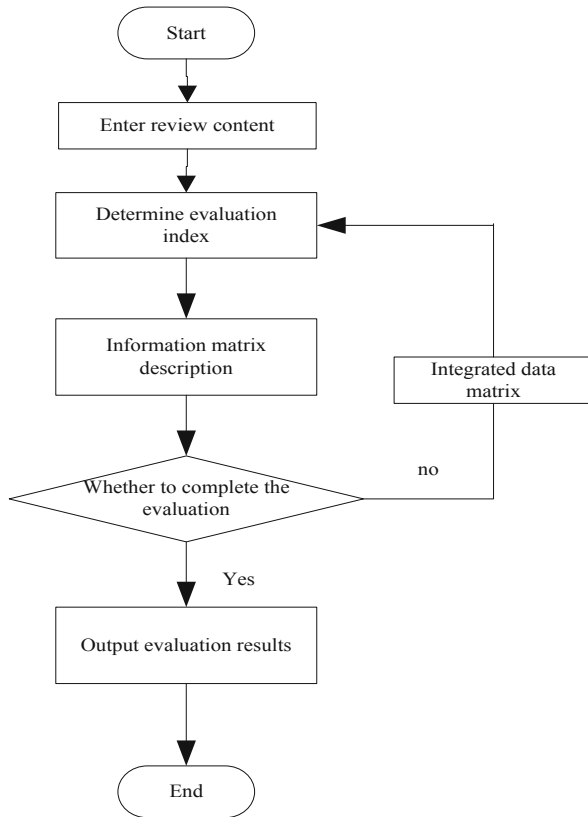 Start
Enter review content
Determine evaluation
index
Information matrix
description
Integrated data
matrix
Whether to complete the
evaluation
no
Yes
Output evaluation results
End